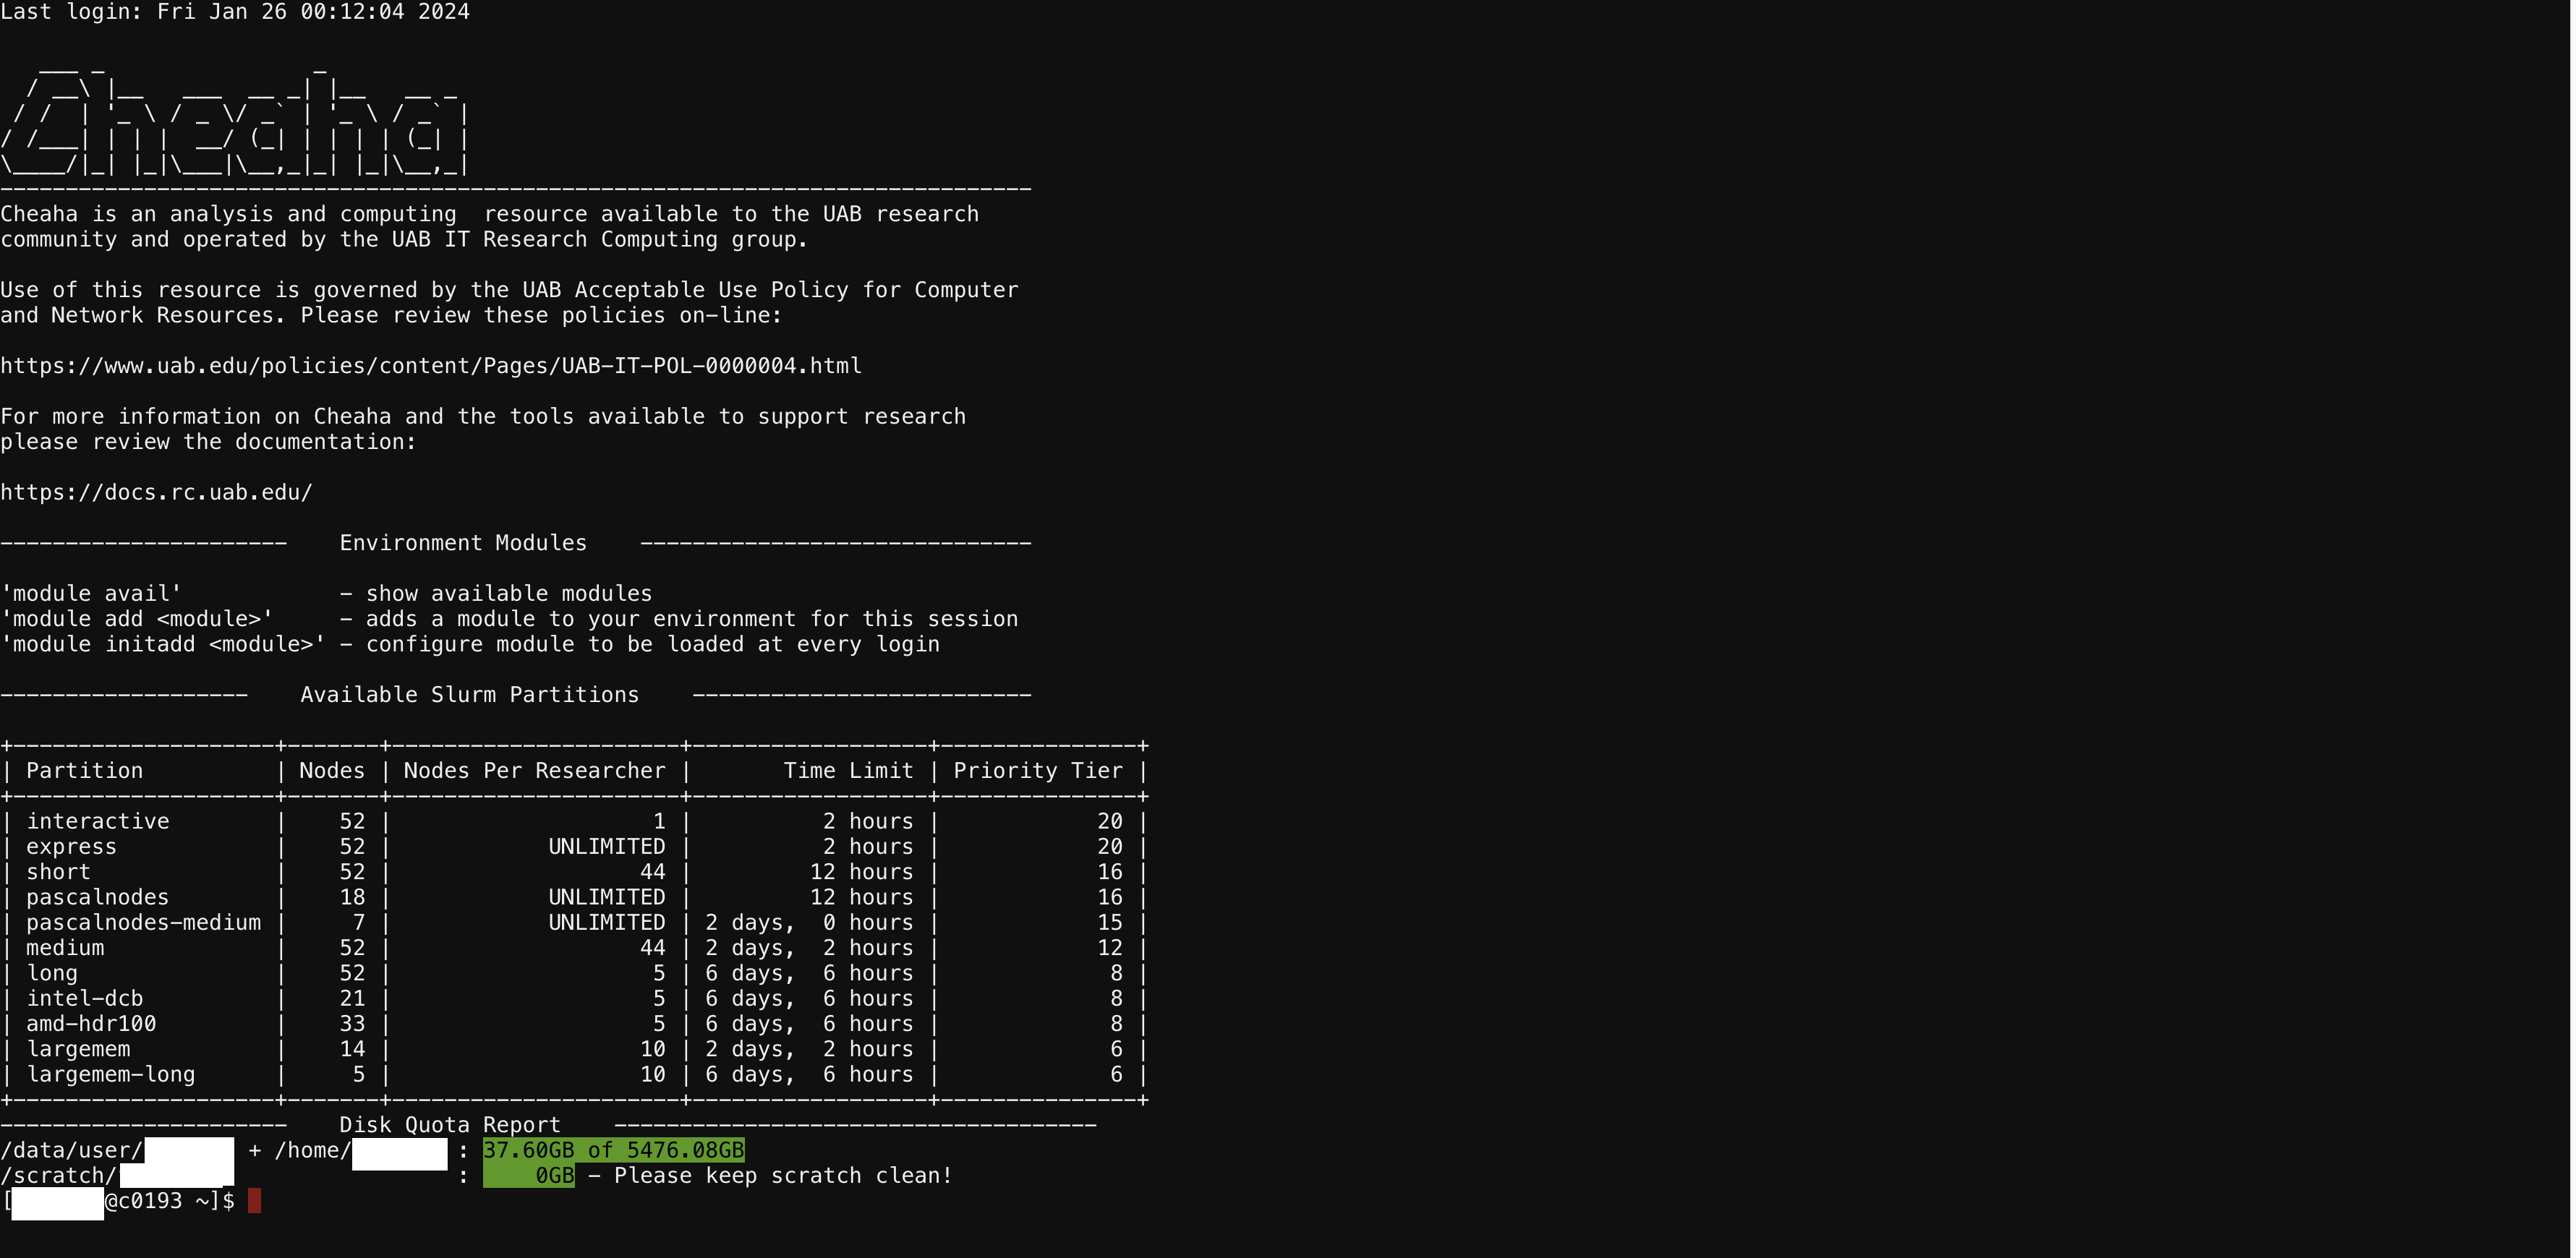 Last login: Fri Jan 26 00:12:04 2024
Cheaha
--------------------------------------------------------------------------------
Cheaha is an analysis and computing  resource available to the UAB research
community and operated by the UAB IT Research Computing group.
Use of this resource is governed by the UAB Acceptable Use Policy for Computer
and Network Resources. Please review these policies on-line:
https://www.uab.edu/policies/content/Pages/UAB-IT-POL-0000004.html
For more information on Cheaha and the tools available to support research
please review the documentation:
https://docs.rc.uab.edu/
----------------------    Environment Modules    ------------------------------
'module avail'            - show available modules
'module add <module>'     - adds a module to your environment for this session
'module initadd <module>' - configure module to be loaded at every login
-------------------    Available Slurm Partitions    --------------------------
+--------------------+-------+----------------------+------------------+---------------+
| Partition          | Nodes | Nodes Per Researcher |       Time Limit | Priority Tier |
+--------------------+-------+----------------------+------------------+---------------+
| interactive        |    52 |                    1 |          2 hours |            20 |
| express            |    52 |            UNLIMITED |          2 hours |            20 |
| short              |    52 |                   44 |         12 hours |            16 |
| pascalnodes        |    18 |            UNLIMITED |         12 hours |            16 |
| pascalnodes-medium |     7 |            UNLIMITED | 2 days,  0 hours |            15 |
| medium             |    52 |                   44 | 2 days,  2 hours |            12 |
| long               |    52 |                    5 | 6 days,  6 hours |             8 |
| intel-dcb          |    21 |                    5 | 6 days,  6 hours |             8 |
| amd-hdr100         |    33 |                    5 | 6 days,  6 hours |             8 |
| largemem           |    14 |                   10 | 2 days,  2 hours |             6 |
| largemem-long      |     5 |                   10 | 6 days,  6 hours |             6 |
+--------------------+-------+----------------------+------------------+---------------+
----------------------    Disk Quota Report    -------------------------------------
/data/user/ + /home/ : 37.60GB of 5476.08GB
/scratch/ : 0GB - Please keep scratch clean!
[@c0193 ~]$